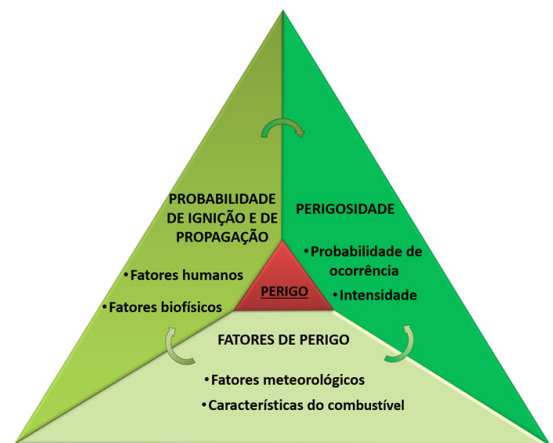 PROBABILIDADE
DE IGNIÇÃO E DE
PROPAGAÇÃO
•Fatores humanos
•Fatores biofísicos
PERIGOSIDADE
•Probabilidade de
ocorrência
•Intensidade
PERIGO
FATORES DE PERIGO
•Fatores meteorológicos
•Características do combustível